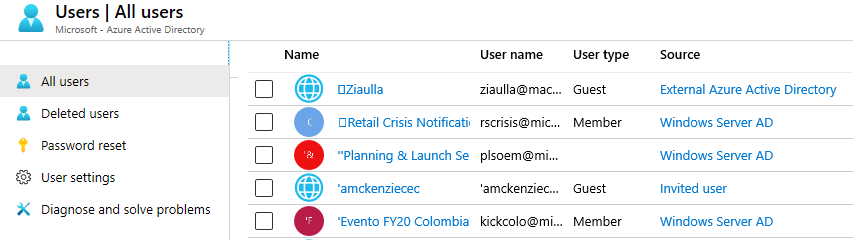 Users | All users
Microsoft - Azure Active Directory
All users
Deleted users
Password reset
User settings
Diagnose and solve problems
Name User name User type Source
▯Ziaulla ziaulla@mac... Guest External Azure Active Directory
C ▯Retail Crisis Notificati rscrisis@mic... Member Windows Server AD
'& "Planning & Launch Se plsoem@mi... Member Windows Server AD
'amckenziecec 'amckenziec... Guest Invited user
'F 'Evento FY20 Colombia kickcolo@mi... Member Windows Server AD